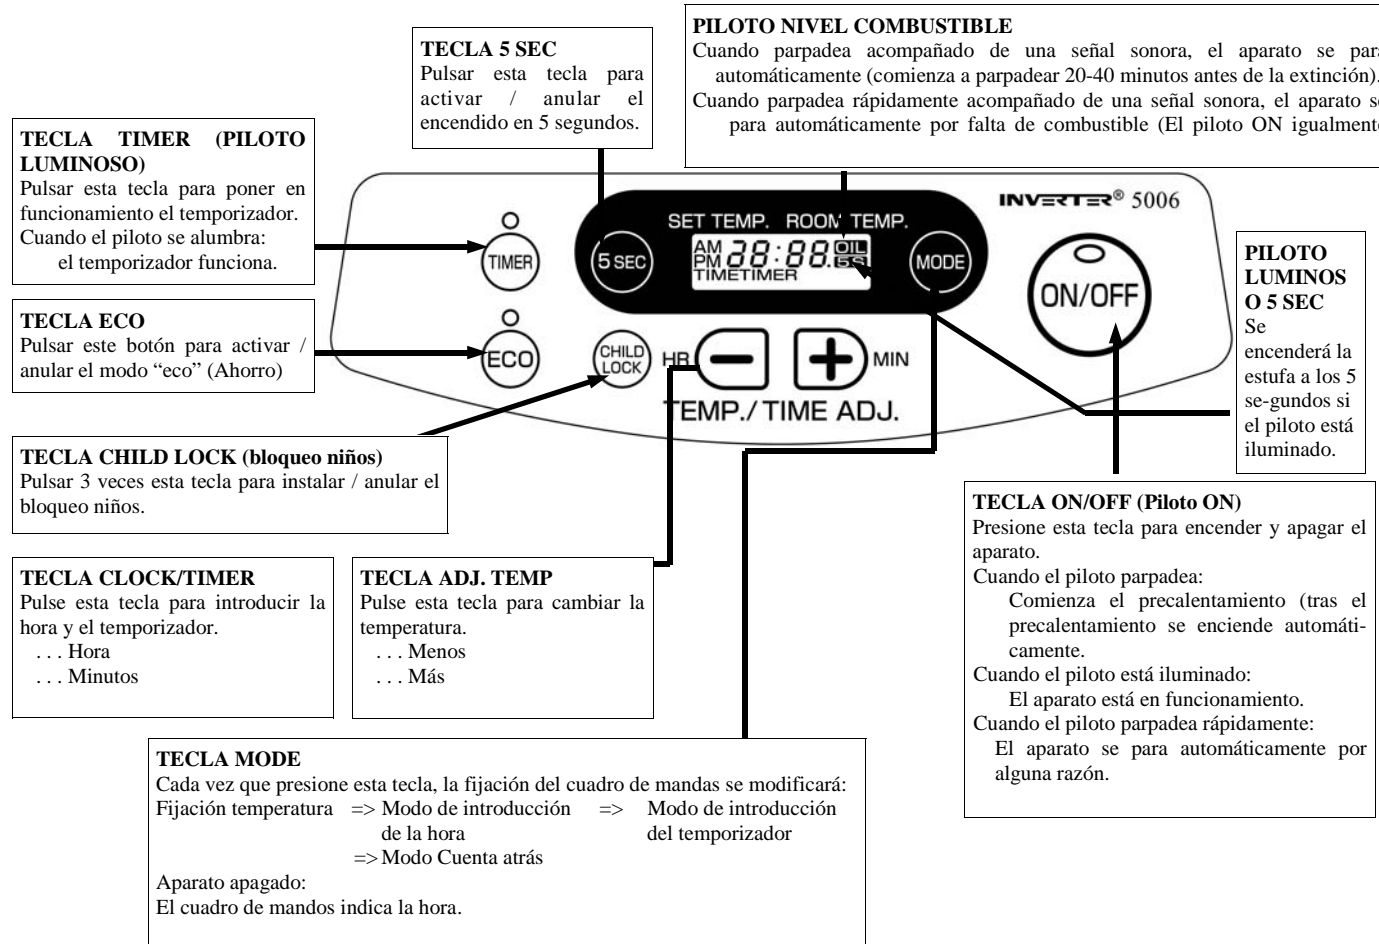 PILOTO NIVEL COMBUSTIBLE
Cuando parpadea acompañado de una señal sonora, el aparato se para
automáticamente (comienza a parpadear 20-40 minutos antes de la extinción).
Cuando parpadea rápidamente acompañado de una señal sonora, el aparato se
para automáticamente por falta de combustible (El piloto ON igualmente
TECLA 5 SEC
Pulsar esta tecla para
activar / anular el
encendido en 5 segundos.
TECLA TIMER (PILOTO
LUMINOSO)
Pulsar esta tecla para poner en
funcionamiento el temporizador.
Cuando el piloto se alumbra:
el temporizador funciona.
TECLA ECO
Pulsar este botón para activar /
anular el modo “eco” (Ahorro)
INVERTER® 5006
SET TEMP. ROOM TEMP.
AM
PM
38:88.
OIL
5 S
TIMETIMER
TIMER
5 SEC
MODE
ON/OFF
ECO
CHILD
LOCK
HR
MIN
TEMP./ TIME ADJ.
PILOTO
LUMINOS
O 5 SEC
Se
encenderá la
estufa a los 5
se-gundos si
el piloto está
iluminado.
TECLA CHILD LOCK (bloqueo niños)
Pulsar 3 veces esta tecla para instalar / anular el
bloqueo niños.
TECLA CLOCK/TIMER
Pulse esta tecla para introducir la
hora y el temporizador.
. . . Hora
. . . Minutos
TECLA ADJ. TEMP
Pulse esta tecla para cambiar la
temperatura.
. . . Menos
. . . Más
TECLA ON/OFF (Piloto ON)
Presione esta tecla para encender y apagar el
aparato.
Cuando el piloto parpadea:
Comienza el precalentamiento (tras el
precalentamiento se enciende automáti-
camente.
Cuando el piloto está iluminado:
El aparato está en funcionamiento.
Cuando el piloto parpadea rápidamente:
El aparato se para automáticamente por
alguna razón.
TECLA MODE
Cada vez que presione esta tecla, la fijación del cuadro de mandas se modificará:
Fijación temperatura => Modo de introducción => Modo de introducción
de la hora del temporizador
=> Modo Cuenta atrás
Aparato apagado:
El cuadro de mandos indica la hora.